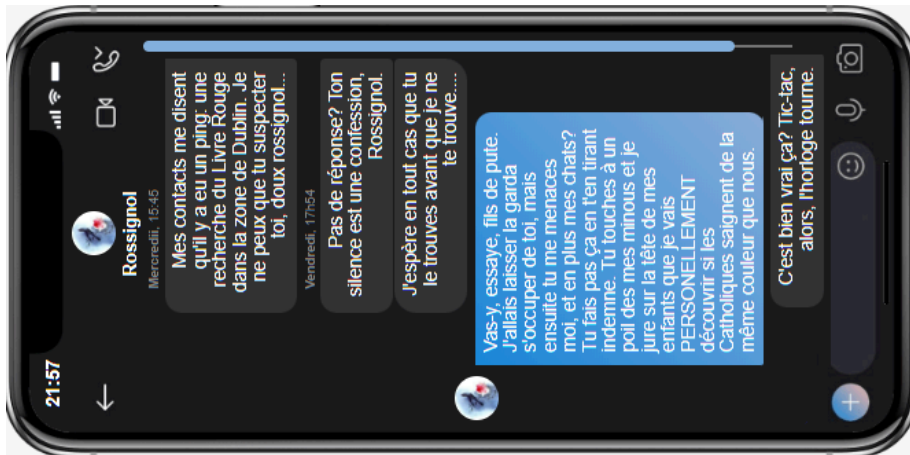 21:57
Rossignol
Mercredii, 15:45
Mes contacts me disent
qu'il y a eu un ping: une
recherche du Livre Rouge
dans la zone de Dublin. Je
ne peux que tu suspecter
toi, doux rossignol...
Vendredi, 17h54
Pas de réponse? Ton
silence est une confession,
Rossignol.
J'espère en tout cas que tu
le trouves avant que je ne
te trouve....
Vas-y, essaye, fils de pute.
J'allais laisser la garda
s'occuper de toi, mais
ensuite tu me menaces
moi, et en plus mes chats?
Tu fais pas ça en t'en tirant
indemne. Tu touches à un
poil des mes minous et je
jure sur la tête de mes
enfants que je vais
PERSONELLEMENT
découvrir si les
Catholiques saignent de la
même couleur que nous.
C'est bien vrai ça? Tic-tac,
alors, l'horloge tourne.